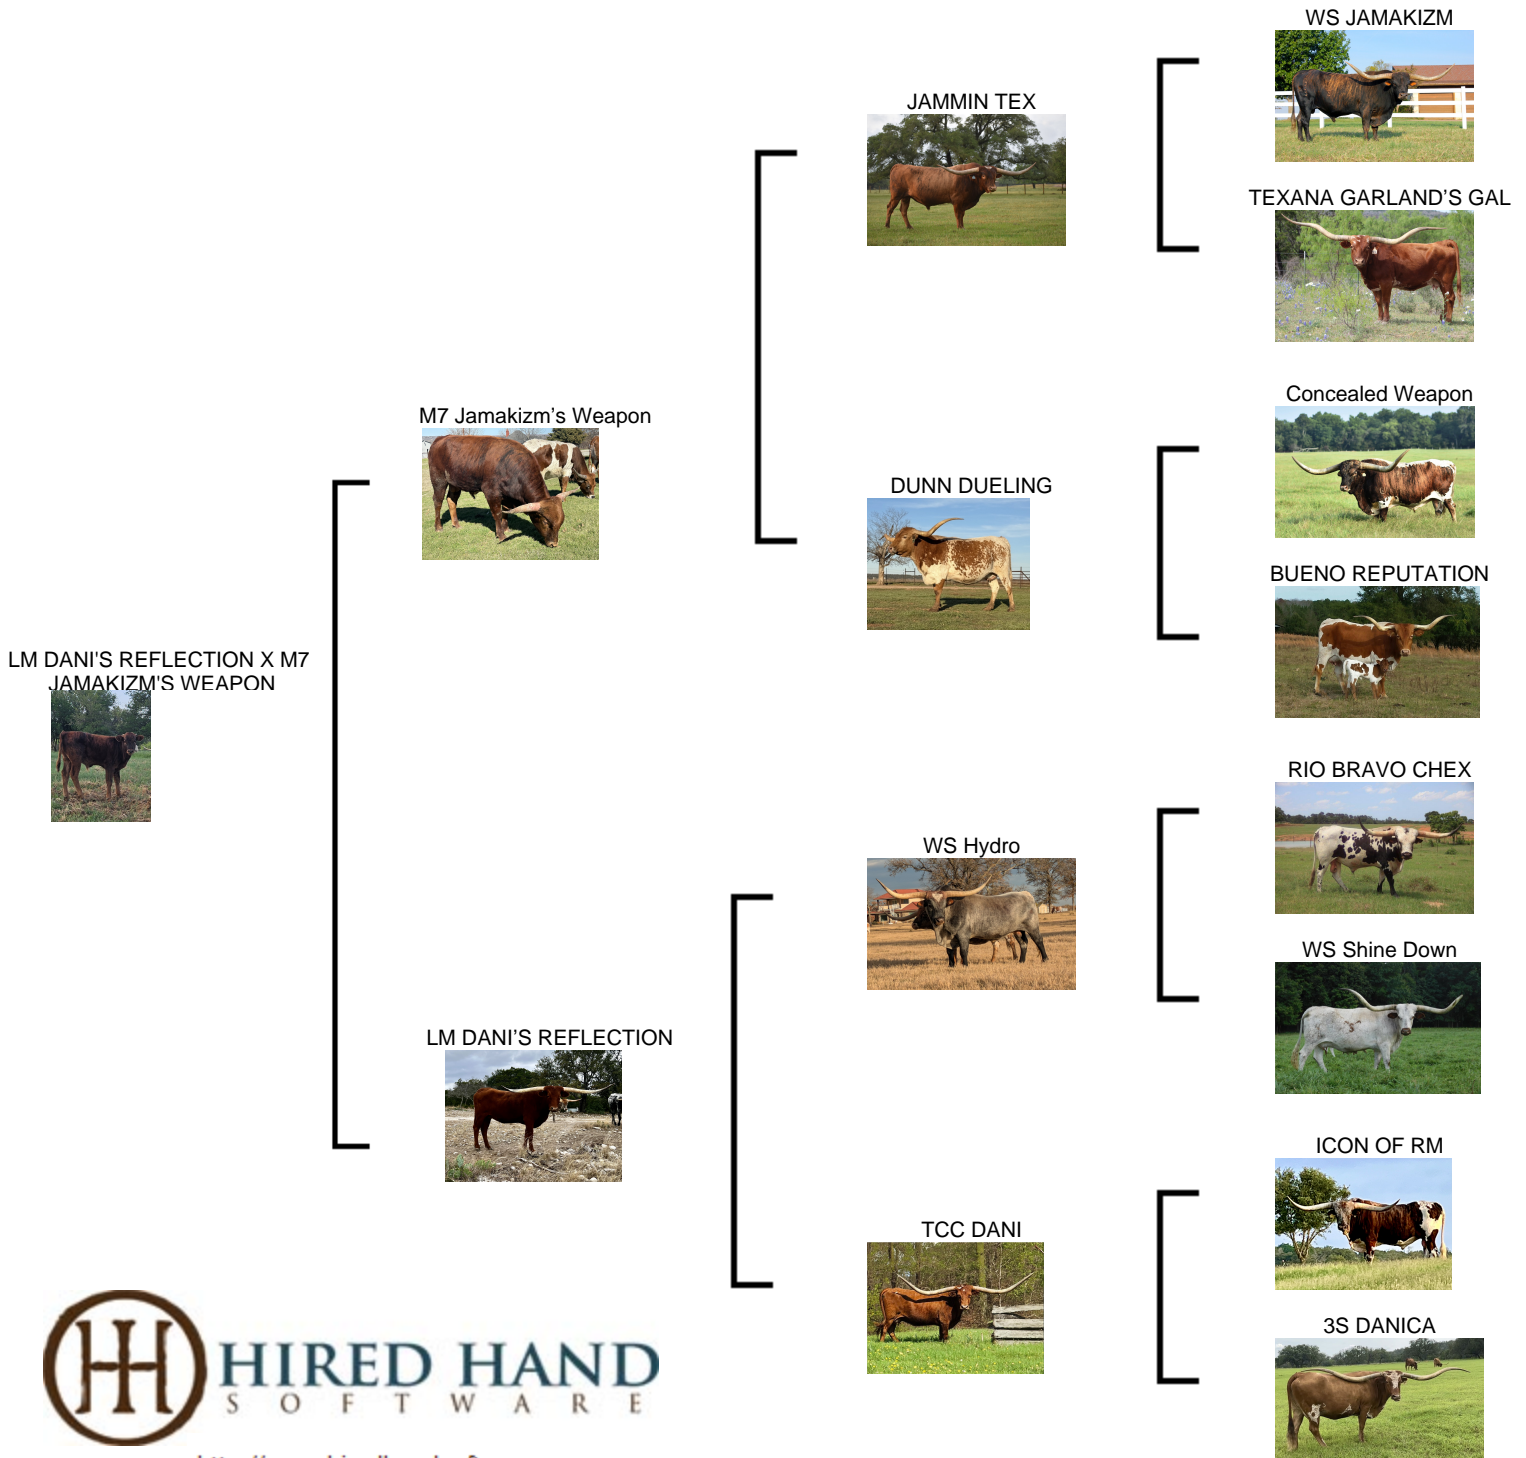 WS JAMAKIZM
JAMMIN TEX
TEXANA GARLAND'S GAL
Concealed Weapon
M7 Jamakizm's Weapon
DUNN DUELING
BUENO REPUTATION
LM DANI'S REFLECTION X M7
JAMAKIZM'S WEAPON
RIO BRAVO CHEX
WS Hydro
WS Shine Down
LM DANI'S REFLECTION
ICON OF RM
TCC DANI
3S DANICA
HIRED HAND
SOFTWARE